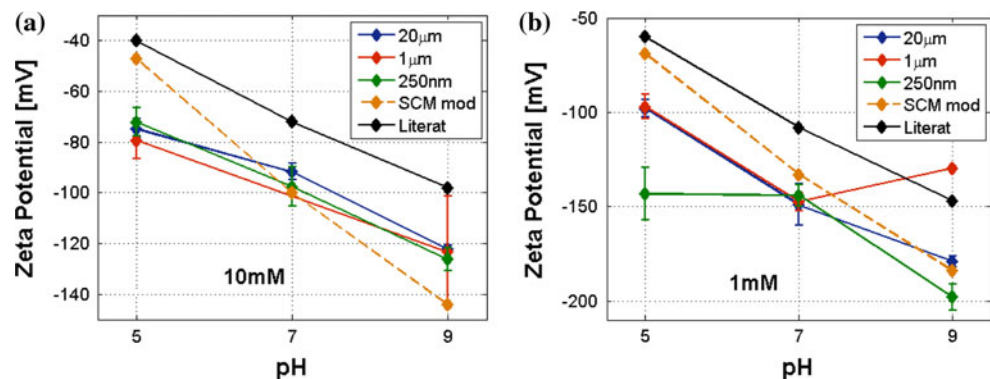 (a)
Zeta Potential [mV]
-40
-60
-80
-100
-120
-140
20μm
1μm
250nm
SCM mod
Literat
10mM
5
7
9
pH
(b)
Zeta Potential [mV]
-50
-100
-150
-200
20μm
1μm
250nm
SCM mod
Literat
1mM
5
7
9
pH